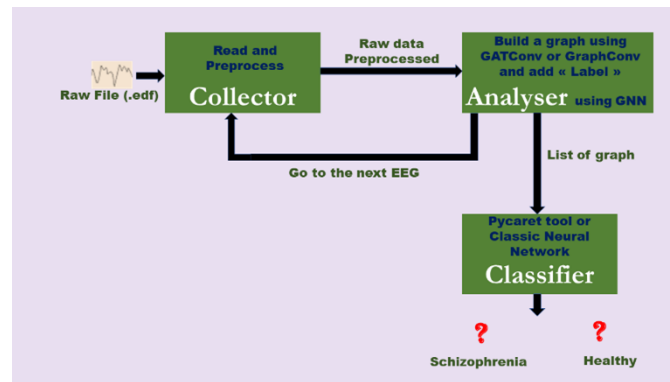 Raw File (.edf)
Read and
Preprocess
Collector
Raw data
Preprocessed
Build a graph using
GATConv or GraphConv
and add « Label »
Analyser using GNN
Go to the next EEG
List of graph
Pycaret tool or
Classic Neural
Network
Classifier
? ?
Schizophrenia Healthy